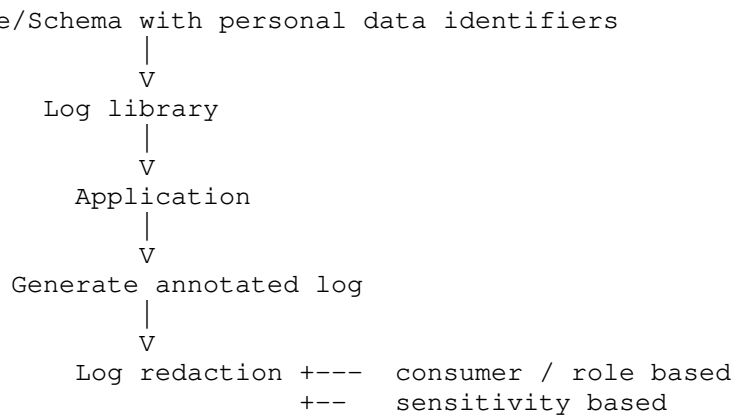 e/Schema with personal data identifiers
|
V
Log library
|
V
Application
|
V
Generate annotated log
|
V
Log redaction +--- consumer / role based
+-- sensitivity based